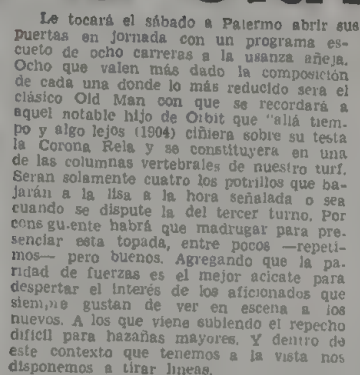 Le tocará el sábado a Palermo abrir sus
puertas en jornada con un programa es-
cueto de ocho carreras a la usanza añeja.
Ocho que valen más dado la composición
de cada una donde lo más reducido será el
clásico Old Man con que se recordará a
aquel notable hijo de Orbit que "allá tiem-
po y algo lejos (1904) ciñiera sobre su testa
la Corona Reia y se constituyera en una
de las columnas vertebrales de nuestro turf.
Seran solamente cuatro los potrillos que ba-
jarán a la lisa a la hora señalada o sea
cuando se dispute la del tercer turno. Por
consguente habrá que madrugar para pre-
senciar esta topada, entre pocos —repeti-
mos— pero buenos. Agregando que la pa-
ridad de fuerzas es el mejor acicate para
despertar el interés de los aficionados que
siempre gustan de ver en escena a los
nuevos. A los que viene subiendo el repecho
difícil para hazañas mayores. Y dentro de
este contexto que tenemos a la vista nos
disponemos a tirar líneas.